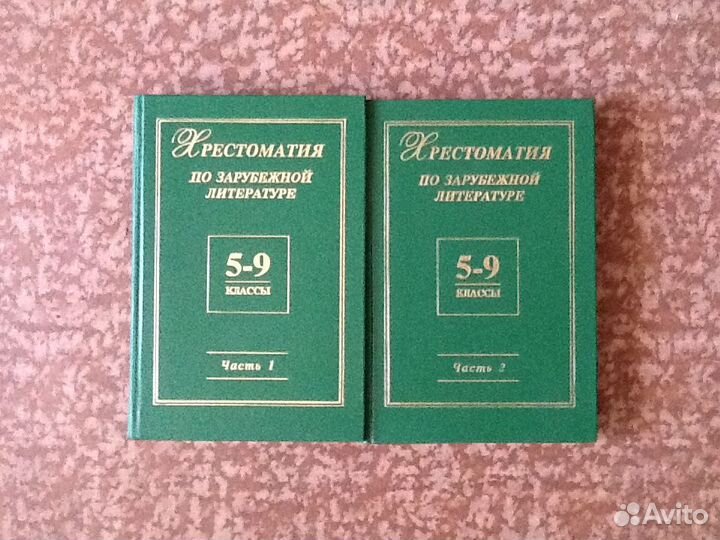 ХРЕСТОМАТИЯ
ПО ЗАРУБЕЖНОЙ
ЛИТЕРАТУРЕ
5-9
КЛАССЫ
Часть 1
ХРЕСТОМАТИЯ
ПО ЗАРУБЕЖНОЙ
ЛИТЕРАТУРЕ
5-9
КЛАССЫ
Часть 2
Avito